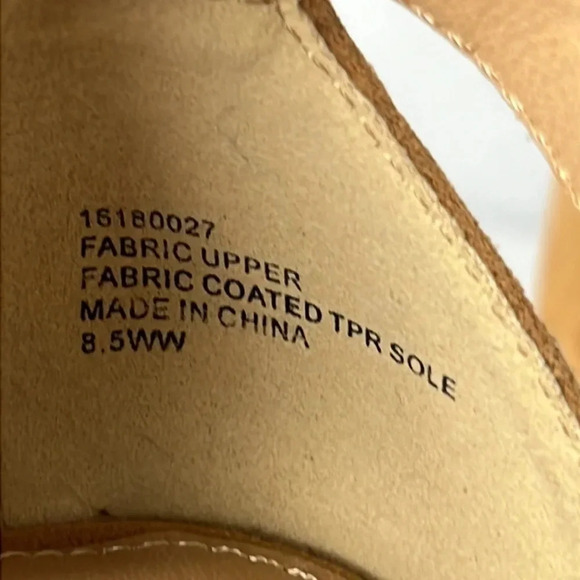 16180027
FABRIC UPPER
FABRIC COATED TPR SOLE
MADE IN CHINA
8.5WW